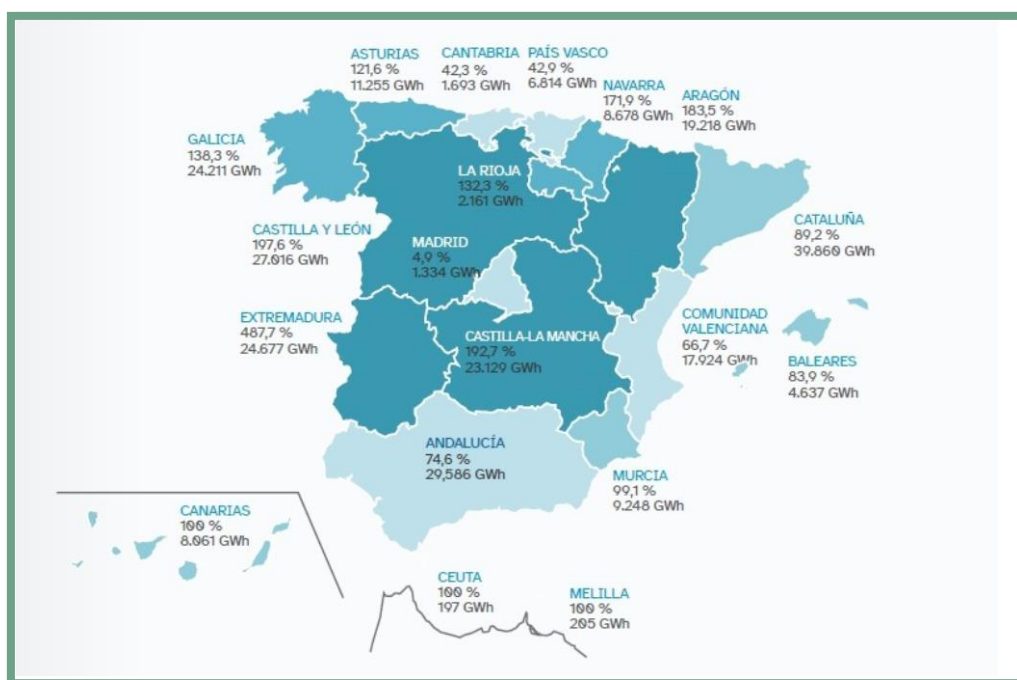 ASTURIAS
121,6 %
11.255 GWh
CANTABRIA
42,3 %
1.693 GWh
PAÍS VASCO
42,9 %
6.814 GWh
NAVARRA
171,9 %
8.678 GWh
ARAGÓN
183,5 %
19.218 GWh
GALICIA
138,3 %
24.211 GWh
LA RIOJA
132,3 %
2.161 GWh
CASTILLA Y LEÓN
197,6 %
27.016 GWh
MADRID
4,9 %
1.334 GWh
CATALUÑA
89,2 %
39.860 GWh
EXTREMADURA
487,7 %
24.677 GWh
CASTILLA-LA MANCHA
192,7 %
23.129 GWh
COMUNIDAD
VALENCIANA
66,7 %
17.924 GWh
BALEARES
83,9 %
4.637 GWh
ANDALUCÍA
74,6 %
29,586 GWh
MURCIA
99,1 %
9.248 GWh
CANARIAS
100 %
8.061 GWh
CEUTA
100 %
197 GWh
MELILLA
100 %
205 GWh